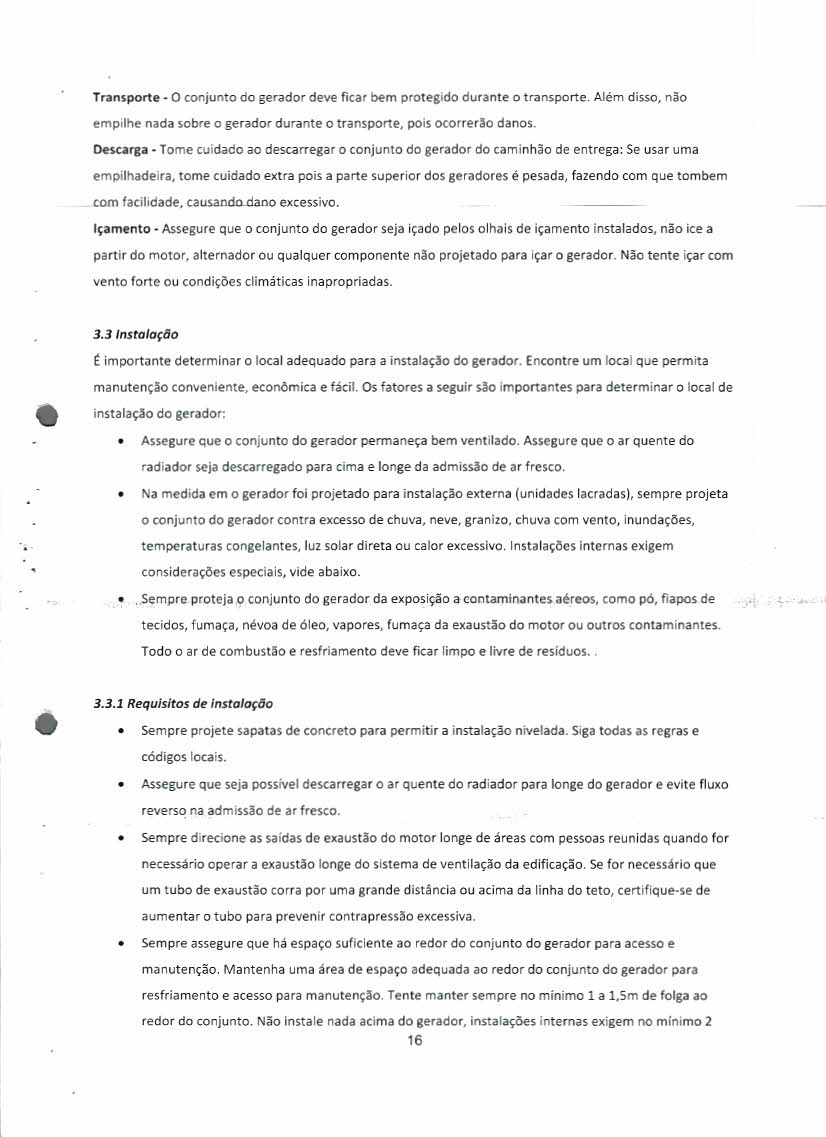 Transporte - O conjunto do gerador deve ficar bem protegido durante o transporte. Além disso, não
empilhe nada sobre o gerador durante o transporte, pois ocorrerão danos.
Descarga - Tome cuidado ao descarregar o conjunto do gerador do caminhão de entrega: Se usar uma
empilhadeira, tome cuidado extra pois a parte superior dos geradores é pesada, fazendo com que tombem
com facilidade, causando dano excessivo.
Içamento - Assegure que o conjunto do gerador seja içado pelos olhais de içamento instalados, não ice a
partir do motor, alternador ou qualquer componente não projetado para içar o gerador. Não tente içar com
vento forte ou condições climáticas inapropriadas.
3.3 Instalação
É importante determinar o local adequado para a instalação do gerador. Encontre um local que permita
manutenção conveniente, econômica e fácil. Os fatores a seguir são importantes para determinar o local de
instalação do gerador:
• Assegure que o conjunto do gerador permaneça bem ventilado. Assegure que o ar quente do
radiador seja descarregado para cima e longe da admissão de ar fresco.
• Na medida em o gerador foi projetado para instalação externa (unidades lacradas), sempre projeta
o conjunto do gerador contra excesso de chuva, neve, granizo, chuva com vento, inundações,
temperaturas congelantes, luz solar direta ou calor excessivo. Instalações internas exigem
considerações especiais, vide abaixo.
• Sempre proteja o conjunto do gerador da exposição a contaminantes aéreos, como pó, fiapos de
tecidos, fumaça, névoa de óleo, vapores, fumaça da exaustão do motor ou outros contaminantes.
Todo o ar de combustão e resfriamento deve ficar limpo e livre de resíduos. .
3.3.1 Requisitos de instalação
• Sempre projete sapatas de concreto para permitir a instalação nivelada. Siga todas as regras e
códigos locais.
• Assegure que seja possível descarregar o ar quente do radiador para longe do gerador e evite fluxo
reverso na admissão de ar fresco.
• Sempre direcione as saídas de exaustão do motor longe de áreas com pessoas reunidas quando for
necessário operar a exaustão longe do sistema de ventilação da edificação. Se for necessário que
um tubo de exaustão corra por uma grande distância ou acima da linha do teto, certifique-se de
aumentar o tubo para prevenir contrapressão excessiva.
• Sempre assegure que há espaço suficiente ao redor do conjunto do gerador para acesso e
manutenção. Mantenha uma área de espaço adequada ao redor do conjunto do gerador para
resfriamento e acesso para manutenção. Tente manter sempre no mínimo 1 a 1,5m de folga ao
redor do conjunto. Não instale nada acima do gerador, instalações internas exigem no mínimo 2
16